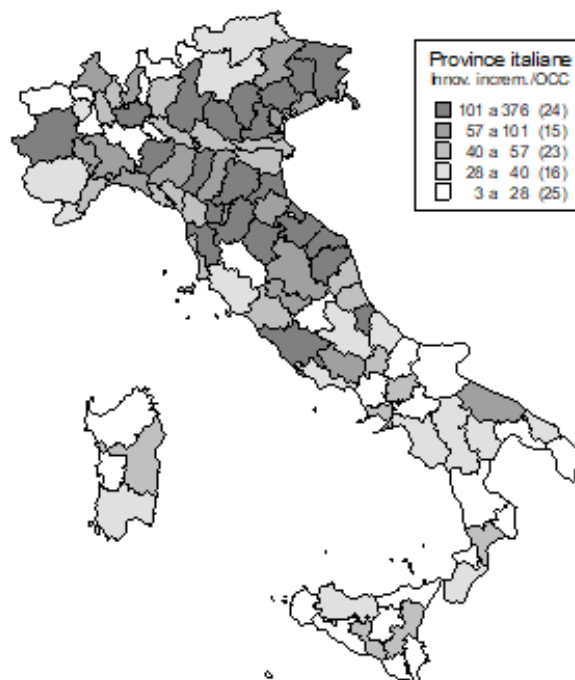 Province italiane
Innov. increm./OCC
101 a 376 (24)
57 a 101 (15)
40 a 57 (23)
28 a 40 (16)
3 a 28 (25)